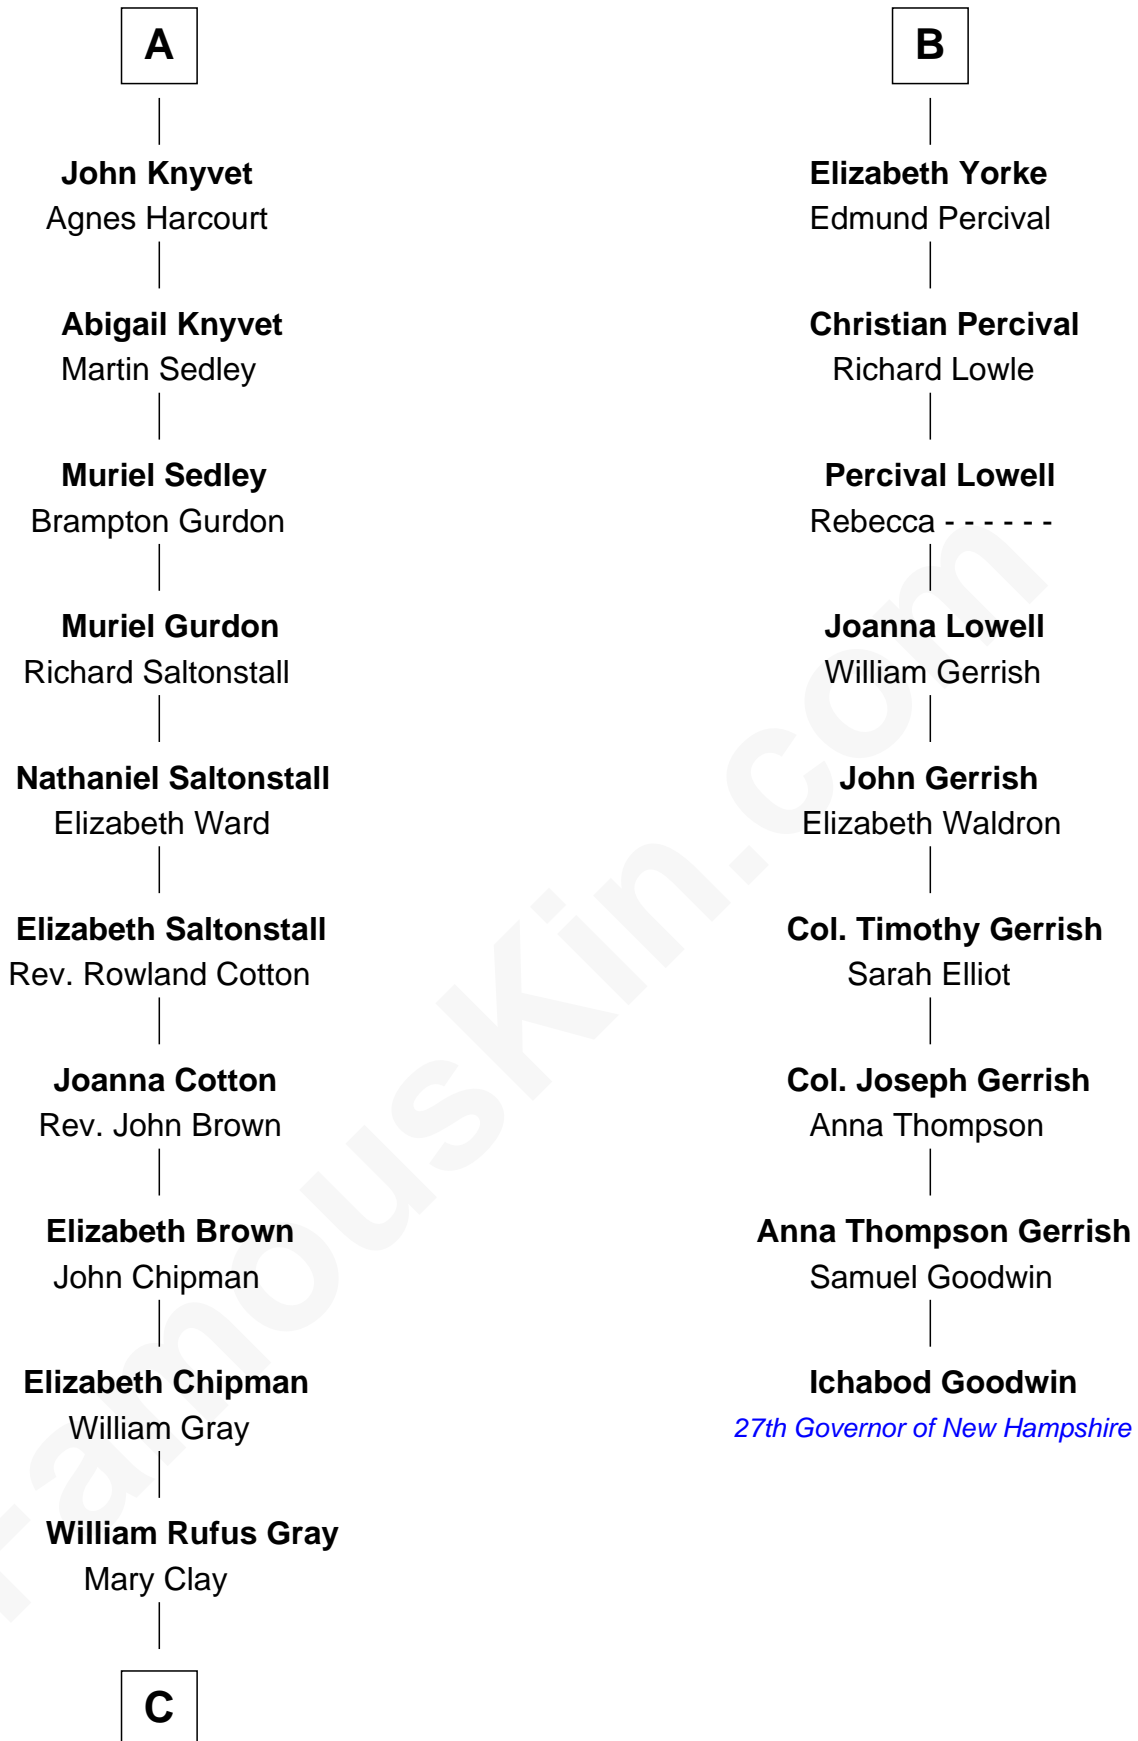 A
John Knyvet
Agnes Harcourt
Abigail Knyvet
Martin Sedley
Muriel Sedley
Brampton Gurdon
Muriel Gurdon
Richard Saltonstall
Nathaniel Saltonstall
Elizabeth Ward
Elizabeth Saltonstall
Rev. Rowland Cotton
Joanna Cotton
Rev. John Brown
Elizabeth Brown
John Chipman
Elizabeth Chipman
William Gray
William Rufus Gray
Mary Clay
C
B
Elizabeth Yorke
Edmund Percival
Christian Percival
Richard Lowle
Percival Lowell
Rebecca - - - - - -
Joanna Lowell
William Gerrish
John Gerrish
Elizabeth Waldron
Col. Timothy Gerrish
Sarah Elliot
Col. Joseph Gerrish
Anna Thompson
Anna Thompson Gerrish
Samuel Goodwin
Ichabod Goodwin
27th Governor of New Hampshire
FamousKin.com